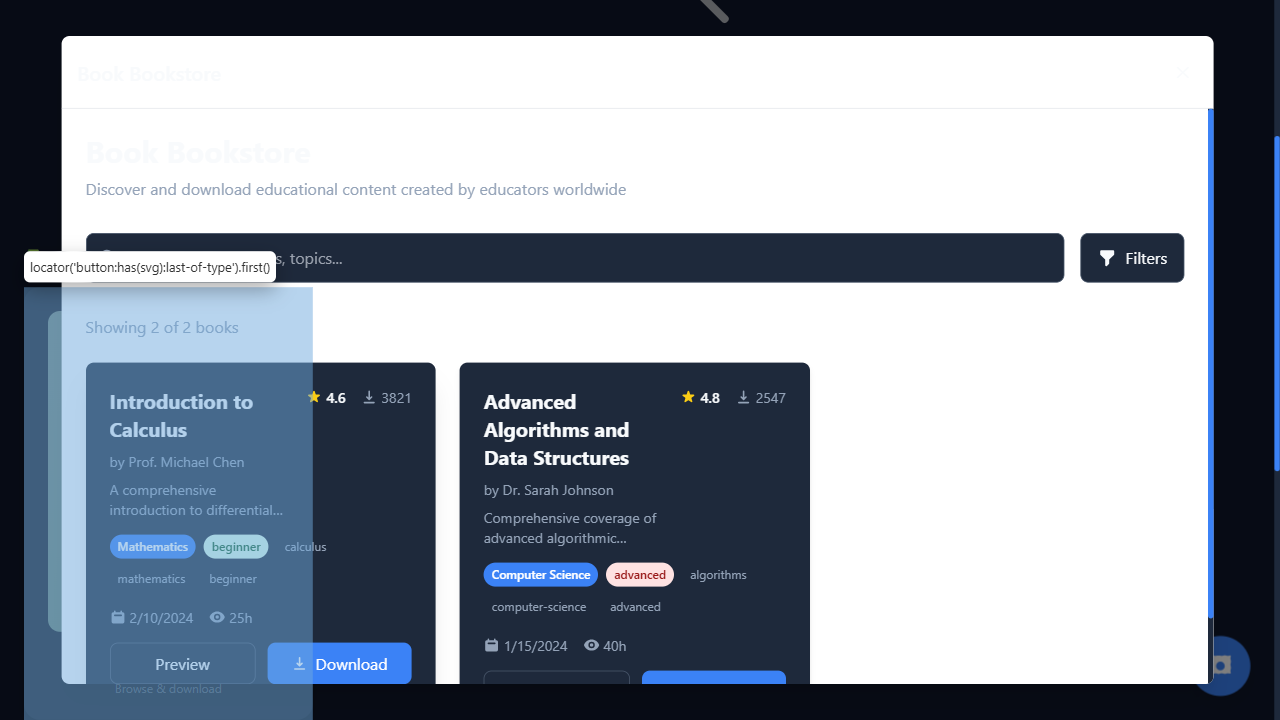 Book Bookstore
Book Bookstore
Discover and download educational content created by educators worldwide
s, topics...
Filters
locator('button:has(svg):last-of-type').first()
Showing 2 of 2 books
Introduction to
Calculus
4.6
3821
by Prof. Michael Chen
A comprehensive
introduction to differential...
Mathematics
beginner
calculus
mathematics
beginner
2/10/2024
25h
Preview
Download
Browse & download
Advanced
Algorithms and
Data Structures
4.8
2547
by Dr. Sarah Johnson
Comprehensive coverage of
advanced algorithmic...
Computer Science
advanced
algorithms
computer-science
advanced
1/15/2024
40h